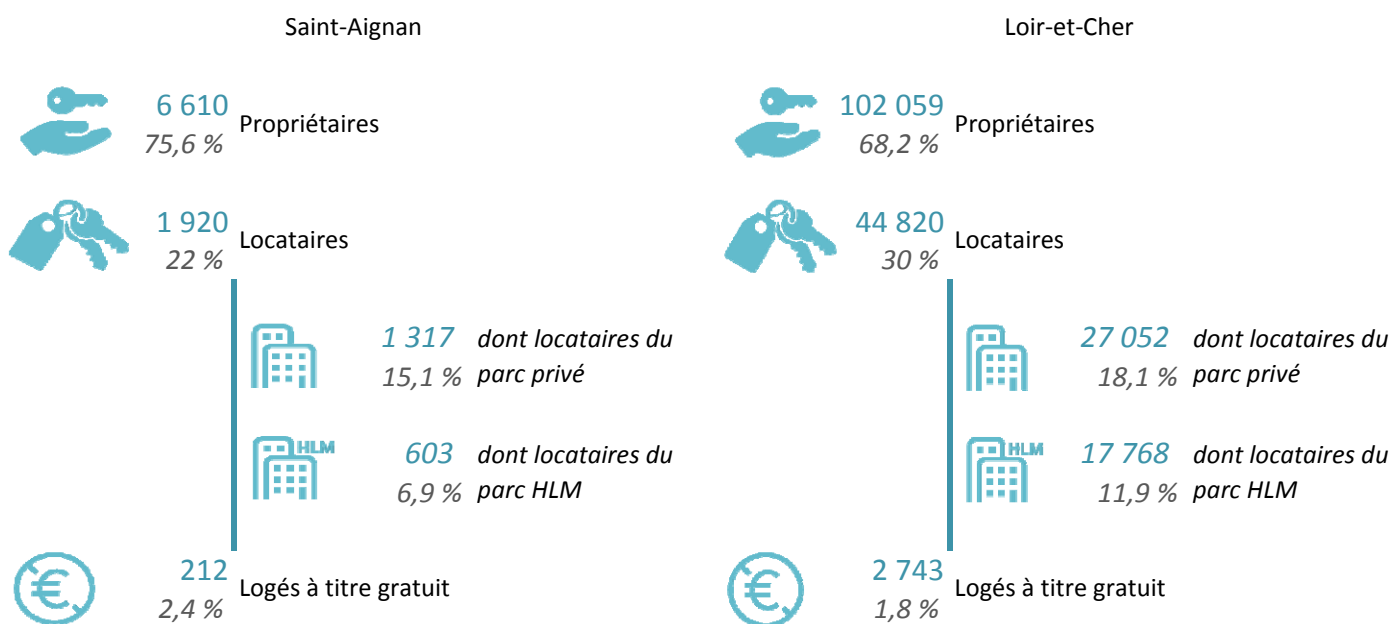 Saint-Aignan
6 610
75,6 %
Propriétaires
1 920
22 %
Locataires
1 317
15,1 %
dont locataires du
parc privé
HLM
603
6,9 %
dont locataires du
parc HLM
€
212
2,4 %
Logés à titre gratuit
Loir-et-Cher
102 059
68,2 %
Propriétaires
44 820
30 %
Locataires
27 052
18,1 %
dont locataires du
parc privé
HLM
17 768
11,9 %
dont locataires du
parc HLM
€
2 743
1,8 %
Logés à titre gratuit